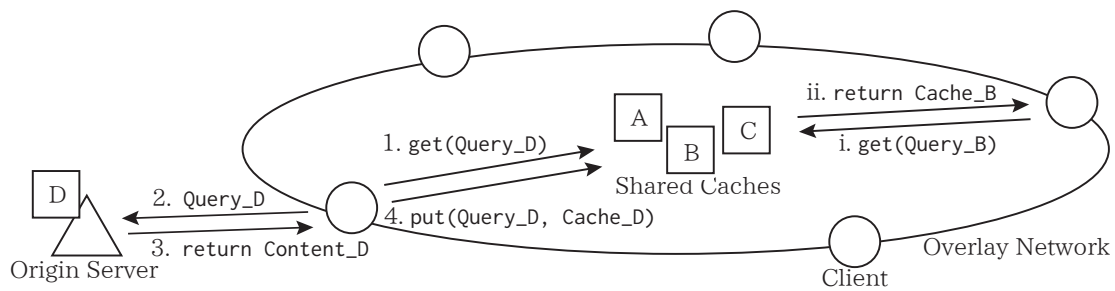 ii. return Cache_B
A
C
B
1. get(Query_D)
i. get(Query_B)
Shared Caches
D
2. Query_D
4. put(Query_D, Cache_D)
3. return Content_D
Overlay Network
Origin Server
Client